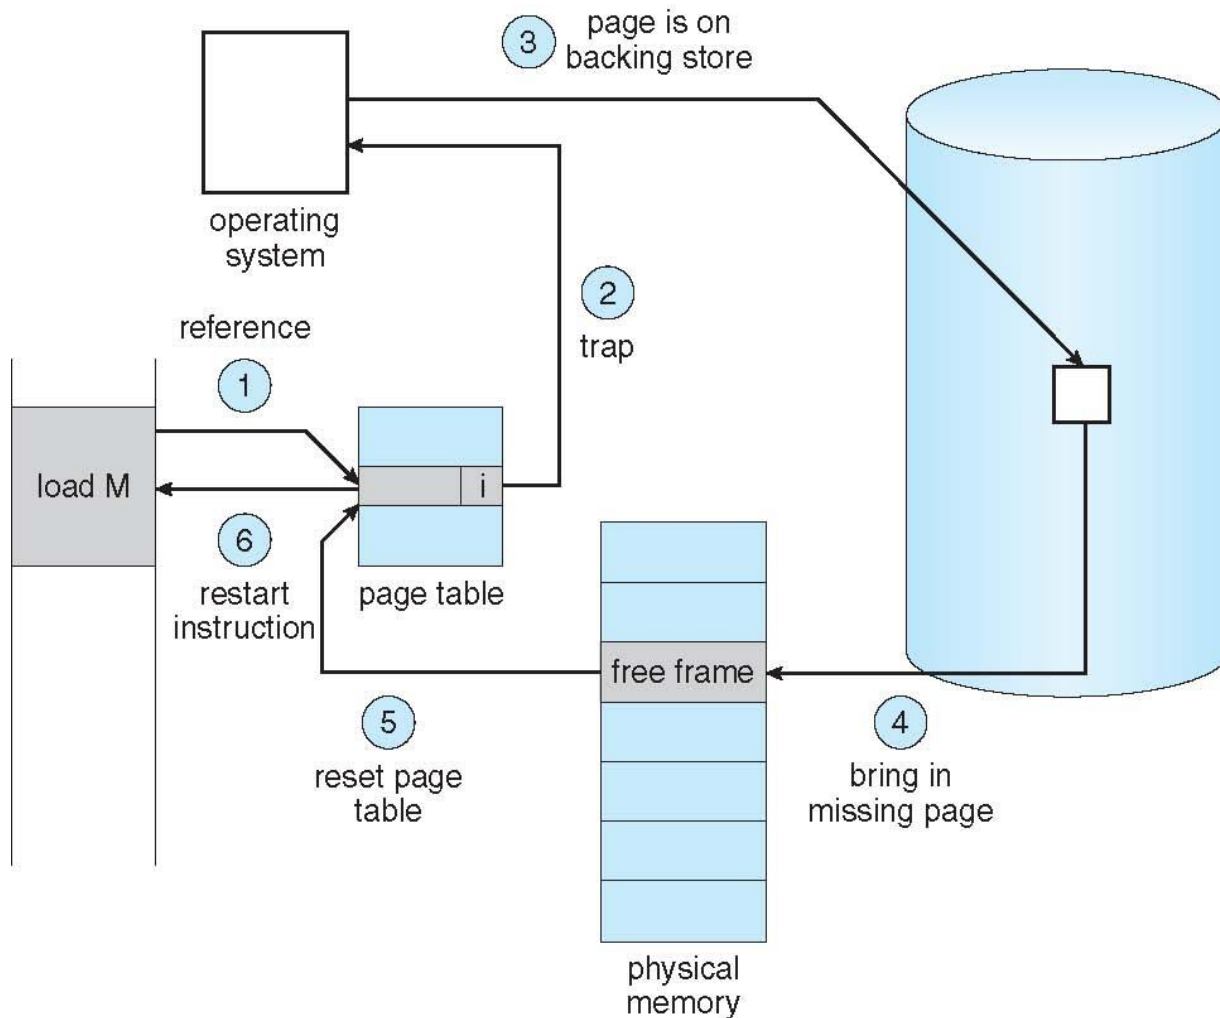 3
page is on
backing store
operating
system
2
trap
reference
1
load M
i
6
restart
instruction
page table
free frame
5
reset page
table
4
bring in
missing page
physical
memory